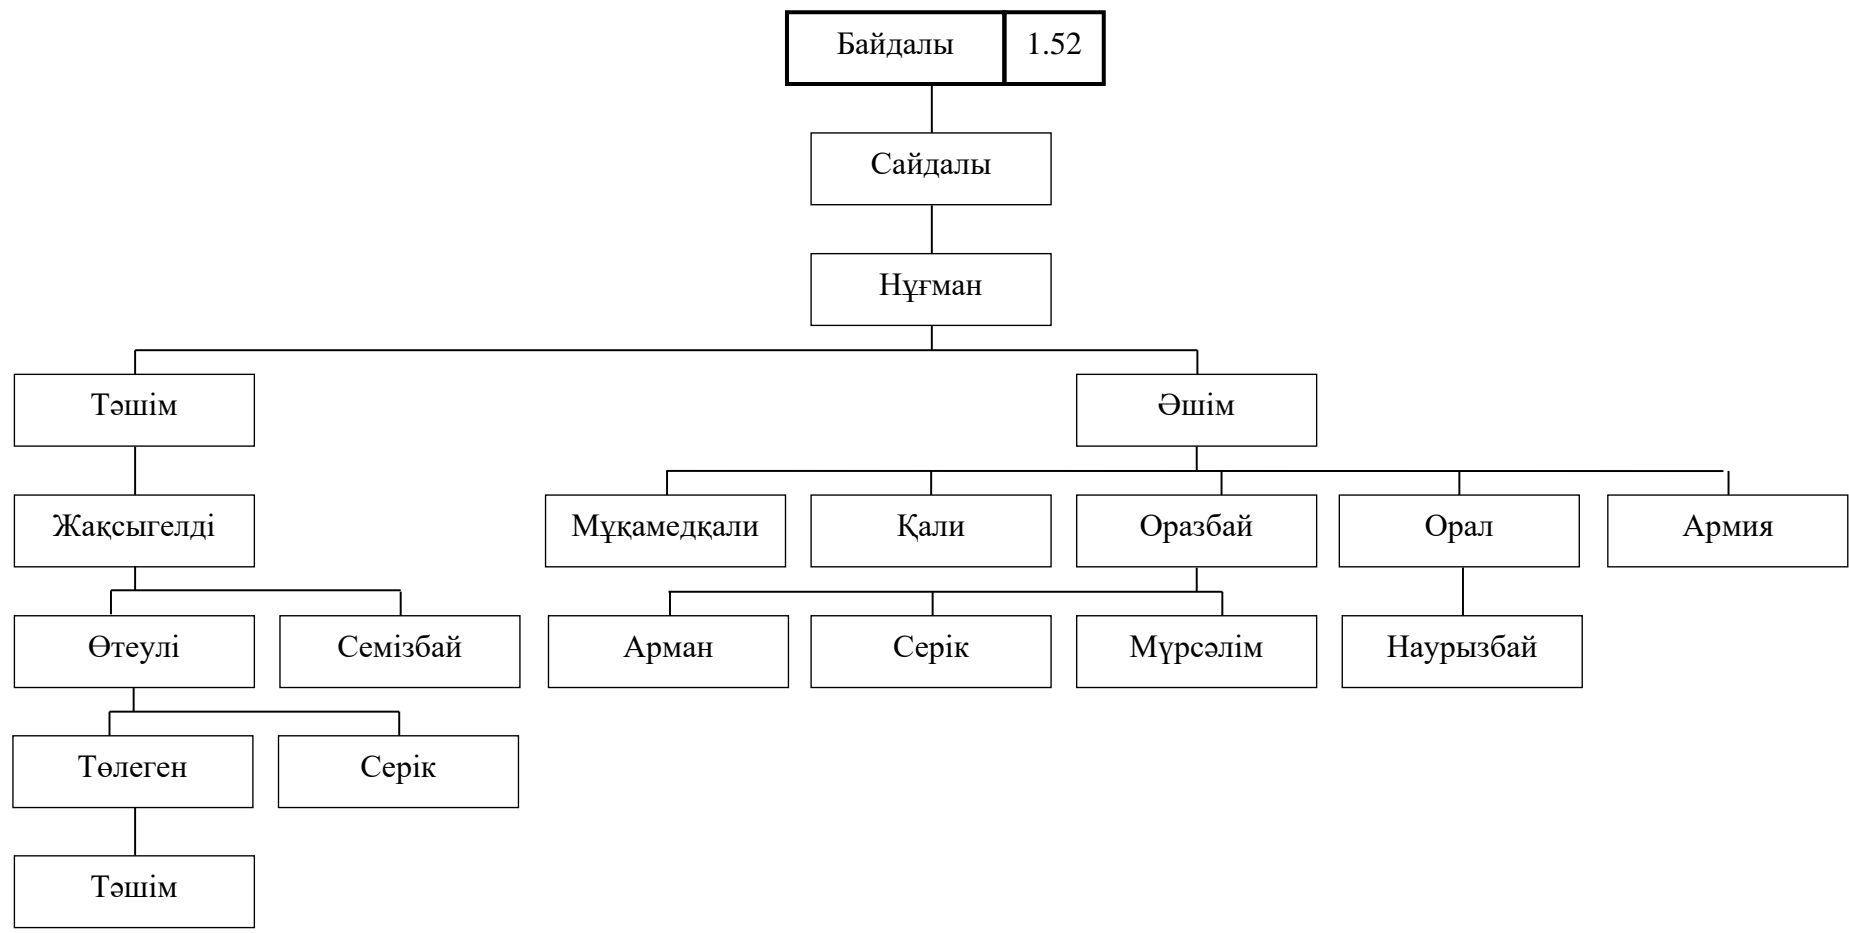 Байдалы 1.52
Сайдалы
Нұғман
Тәшім Әшім
Жақсыгелді Мұқамедқали Қали Оразбай Орал Армия
Өтеулі Семізбай Арман Серік Мүрсәлім Наурызбай
Төлеген Серік
Тәшім